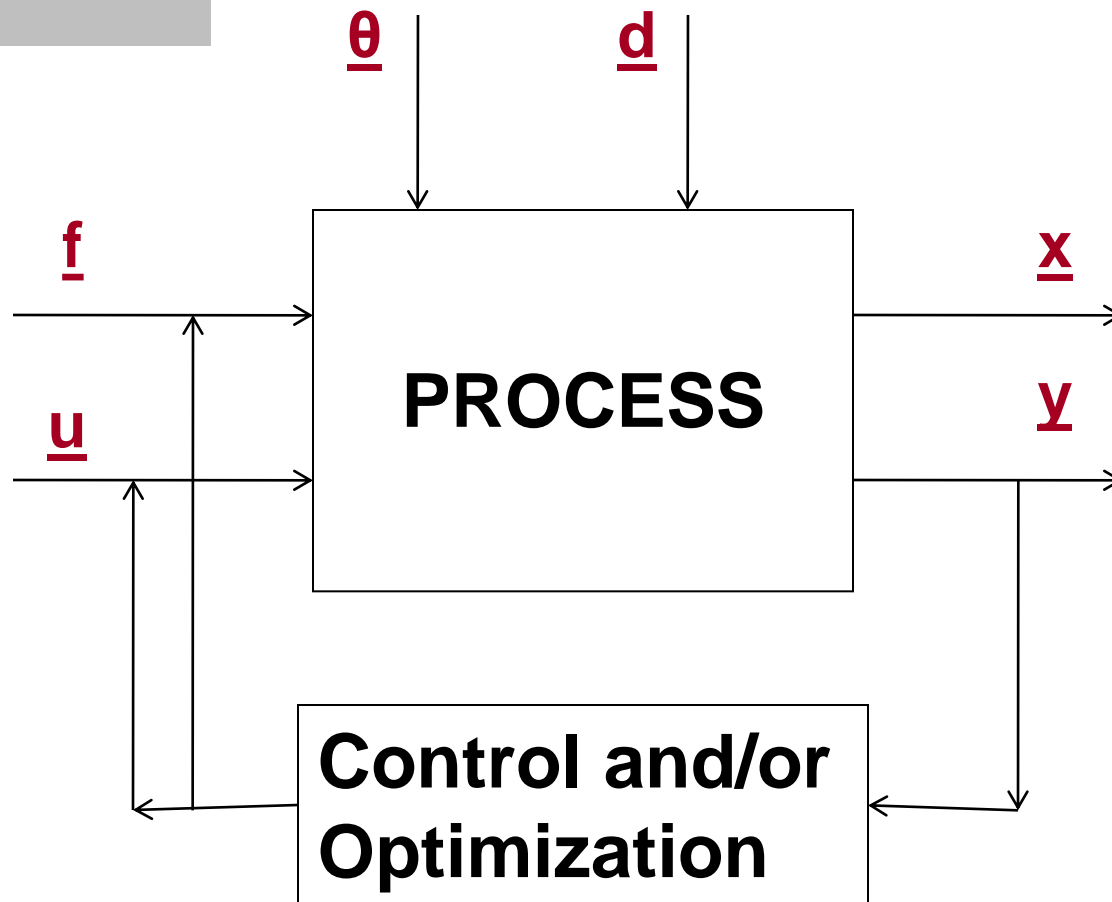 θ
d
f
x
PROCESS
u
y
Control and/or
Optimization